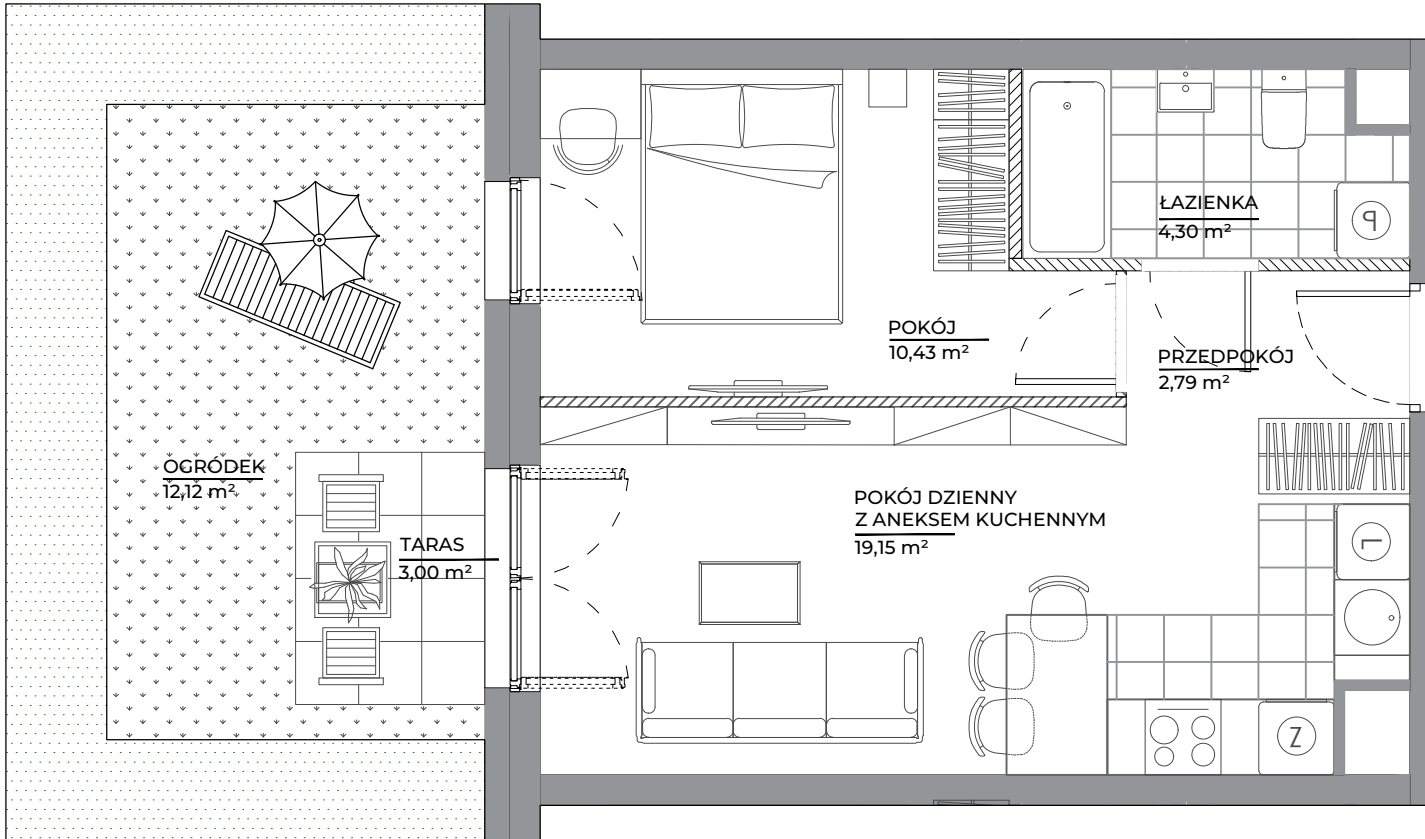 ŁAZIENKA
4,30 m²
P
POKÓJ
10,43 m²
PRZEDPOKÓJ
2,79 m²
OGRÓDEK
12,12 m²
TARAS
3,00 m²
POKÓJ DZIENNY
Z ANEKSEM KUCHENNYM
19,15 m²
L
Z